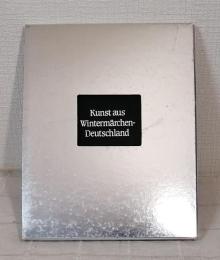 Kunst aus
Wintermärchen-
Deutschland